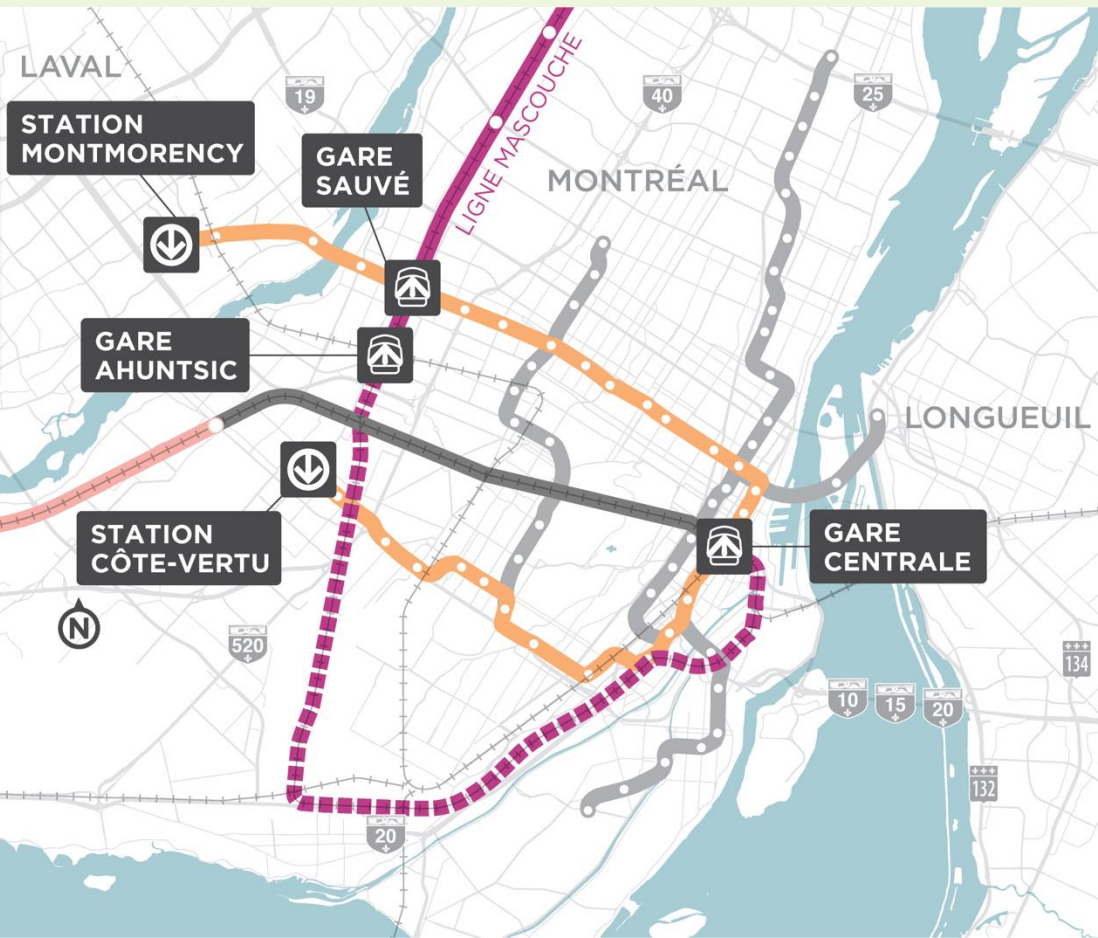 LAVAL
19
LIGNE MASCOUCHE
40
25
STATION
MONTMORENCY
GARE
SAUVÉ
MONTRÉAL
GARE
AHUNTSIC
LONGUEUIL
STATION
CÔTE-VERTU
GARE
CENTRALE
N
520
134
10
15
20
132
20